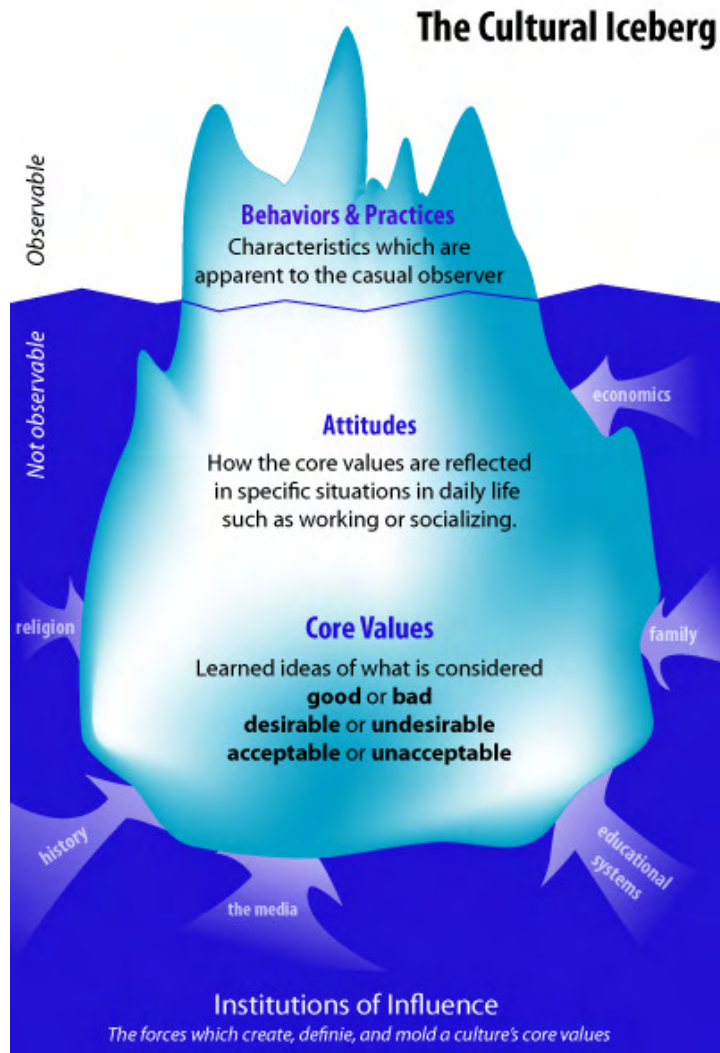 The Cultural Iceberg
Observable
Behaviors & Practices
Characteristics which are
apparent to the casual observer
Not observable
economics
Attitudes
How the core values are reflected
in specific situations in daily life
such as working or socializing.
religion
family
Core Values
Learned ideas of what is considered
good or bad
desirable or undesirable
acceptable or unacceptable
history
educational
systems
the media
Institutions of Influence
The forces which create, definie, and mold a culture's core values